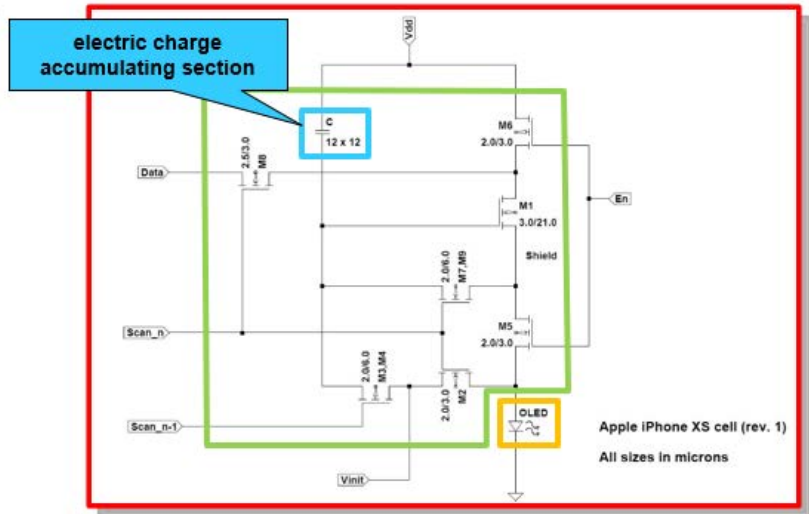 electric charge
accumulating section
Vdd
C
12 x 12
M6
2.0/3.0
2.5/3.0
M8
Data
M1
3.0/21.0
En
Shield
2.0/6.0
M7,M9
Scan_n
M5
2.0/3.0
2.0/6.0
M3,M4
2.0/3.0
M2
OLED
Scan_n-1
Apple iPhone XS cell (rev. 1)
All sizes in microns
Vinit